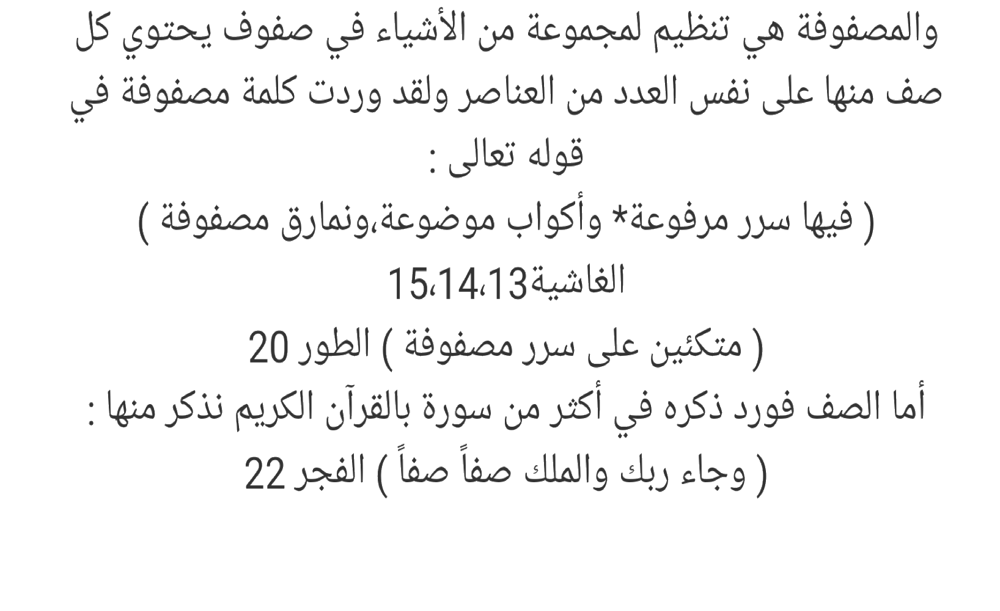 والمصفوفة هي تنظيم لمجموعة من الأشياء في صفوف يحتوي كل
صف منها على نفس العدد من العناصر ولقد وردت كلمة مصفوفة في
قوله تعالى :
( فيها سرر مرفوعة* وأكواب موضوعة،ونمارق مصفوفة )
الغاشية13،14،15
( متكئين على سرر مصفوفة ) الطور 20
أما الصف فورد ذكره في أكثر من سورة بالقرآن الكريم نذكر منها :
( وجاء ربك والملك صفاً صفاً ) الفجر 22